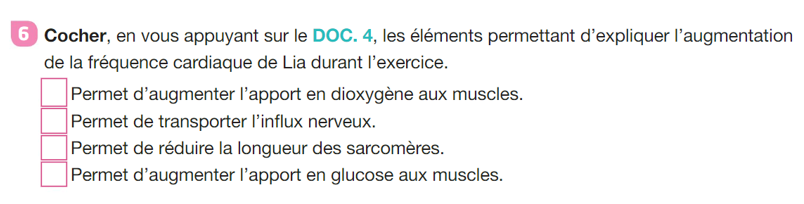 6 Cocher, en vous appuyant sur le DOC. 4, les éléments permettant d'expliquer l'augmentation
de la fréquence cardiaque de Lia durant l'exercice.
Permet d'augmenter l'apport en dioxygène aux muscles.
Permet de transporter l'influx nerveux.
Permet de réduire la longueur des sarcomères.
Permet d'augmenter l'apport en glucose aux muscles.